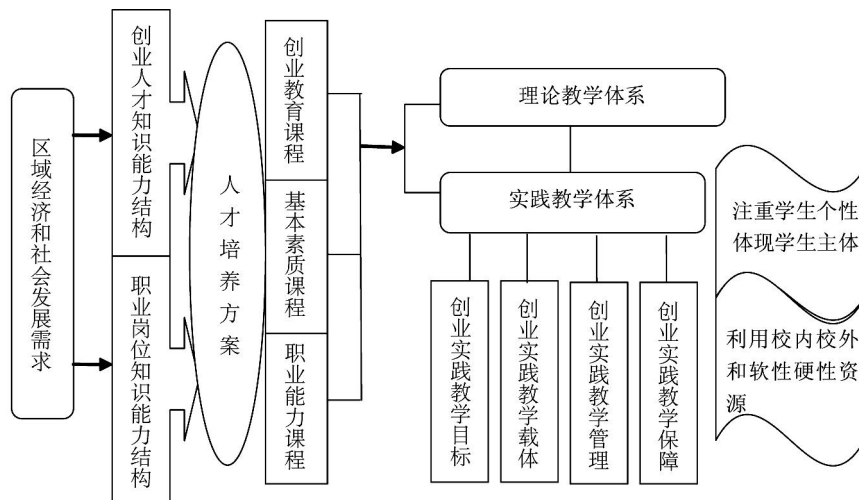 区域经济和社会发展需求
创业人才知识能力结构
职业岗位知识能力结构
人才培养方案
创业教育课程
基本素质课程
职业能力课程
理论教学体系
实践教学体系
创业实践教学目标
创业实践教学载体
创业实践教学管理
创业实践教学保障
注重学生个性
体现学生主体
利用校内校外
和软性硬性资
源